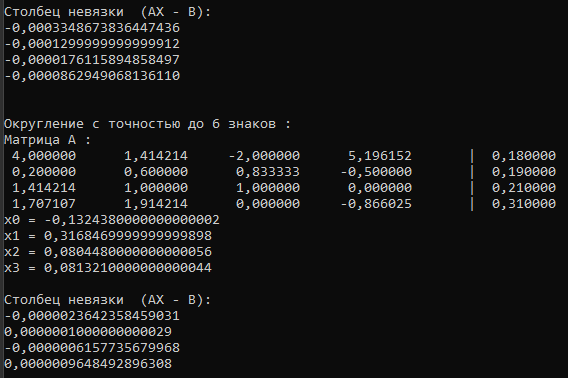 Столбец невязки  (AX - B):
-0,0003348673836447436
-0,0001299999999999912
-0,0000176115894858497
-0,0000862949068136110
Округление с точностью до 6 знаков :
Матрица A :
4,000000 1,414214 -2,000000 5,196152 | 0,180000
0,200000 0,600000 0,833333 -0,500000 | 0,190000
1,414214 1,000000 1,000000 0,000000 | 0,210000
1,707107 1,914214 0,000000 -0,866025 | 0,310000
x0 = -0,1324380000000000002
x1 = 0,3168469999999999898
x2 = 0,0804480000000000056
x3 = 0,0813210000000000044
Столбец невязки  (AX - B):
-0,0000023642358459031
0,0000001000000000029
-0,0000006157735679968
0,0000009648492896308